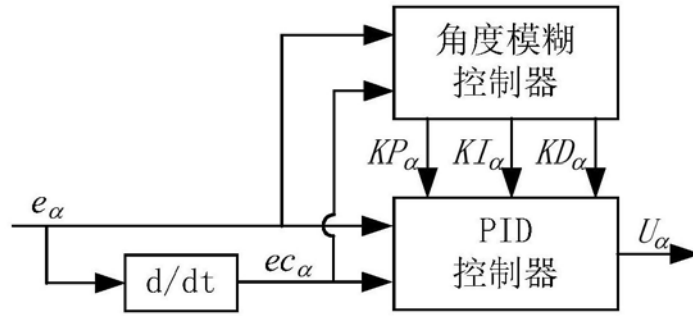 角度模糊
控制器
KPα KIα KDα
eα
PID
控制器
Uα
d/dt
ecα